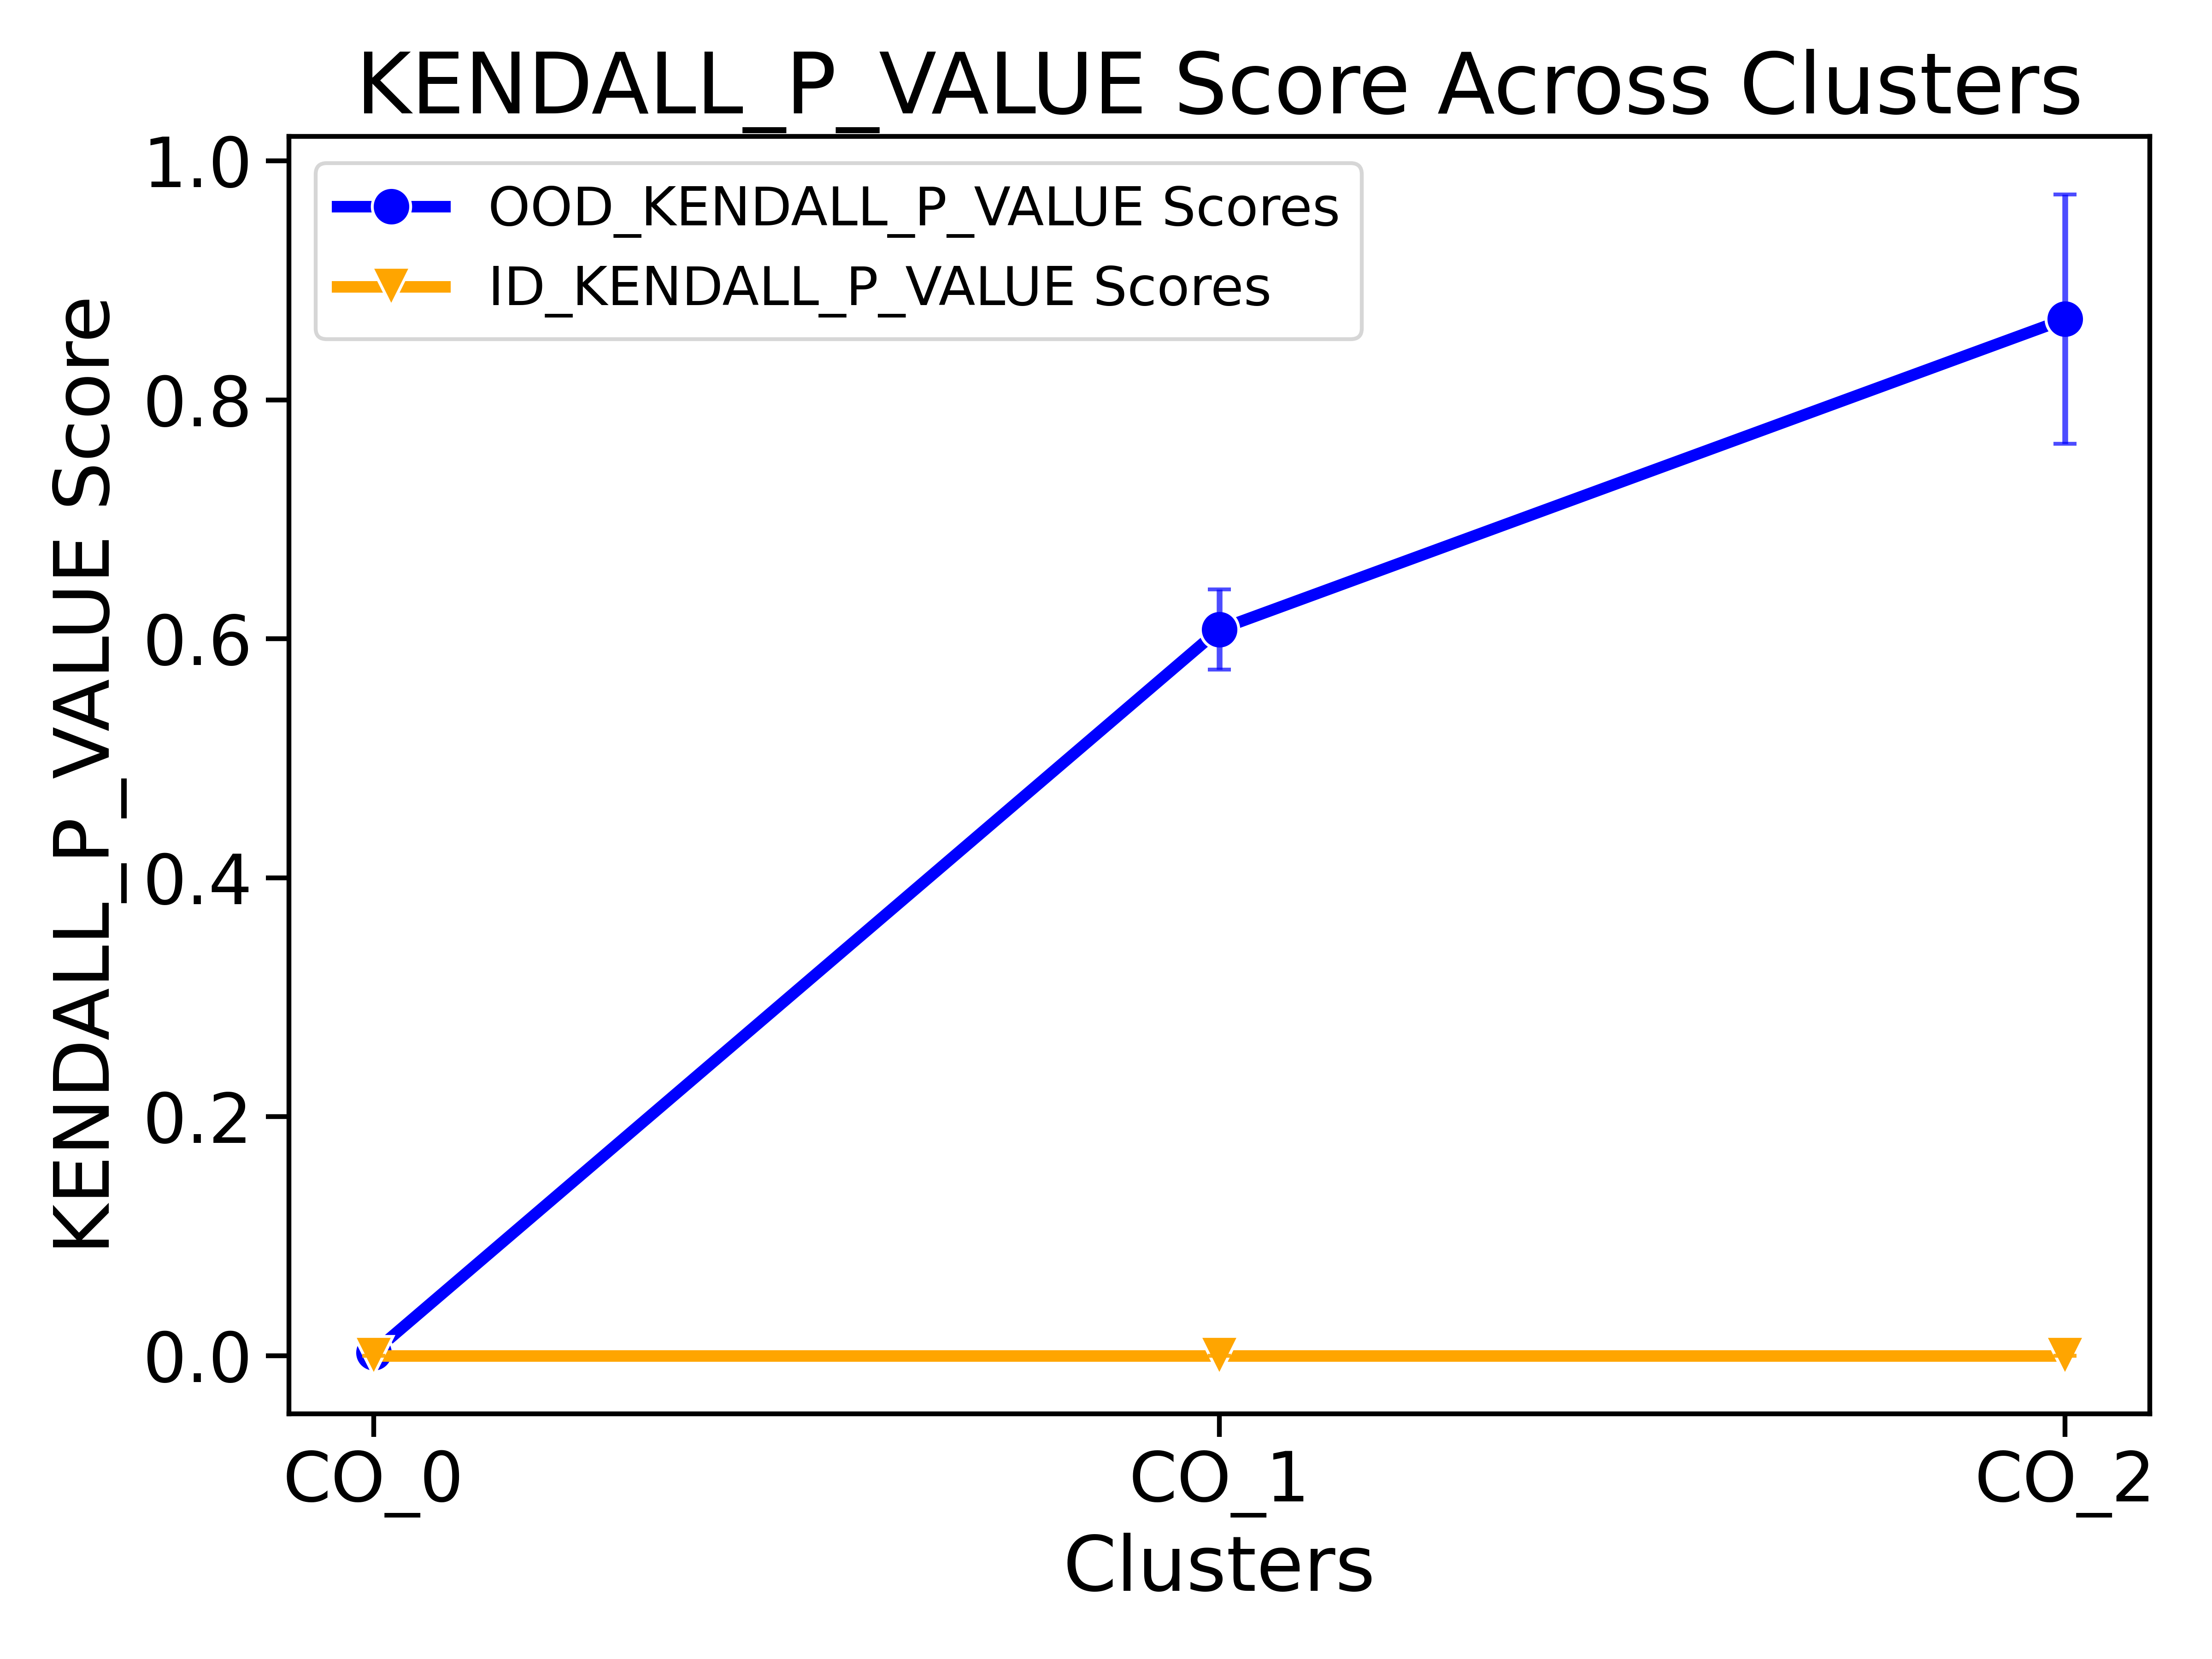 KENDALL_P_VALUE Score Across Clusters
OOD_KENDALL_P_VALUE Scores
ID_KENDALL_P_VALUE Scores
KENDALL_P_VALUE Score
1.0
0.8
0.6
0.4
0.2
0.0
CO_0 CO_1 CO_2
Clusters